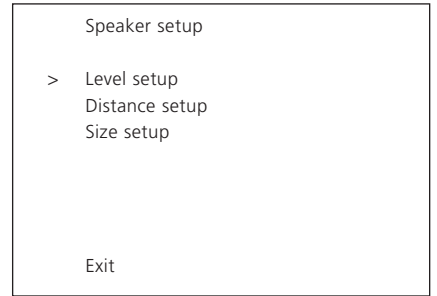 Speaker setup
> Level setup
Distance setup
Size setup
Exit